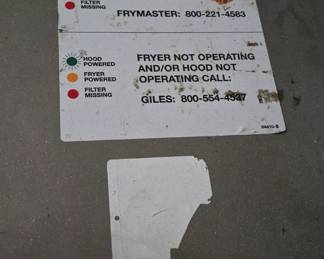 FILTER
MISSING
FRYMASTER: 800-221-4583
HOOD
POWERED
FRYER
POWERED
FILTER
MISSING
FRYER NOT OPERATING
AND/OR HOOD NOT
OPERATING CALL:
GILES: 800-554-4537